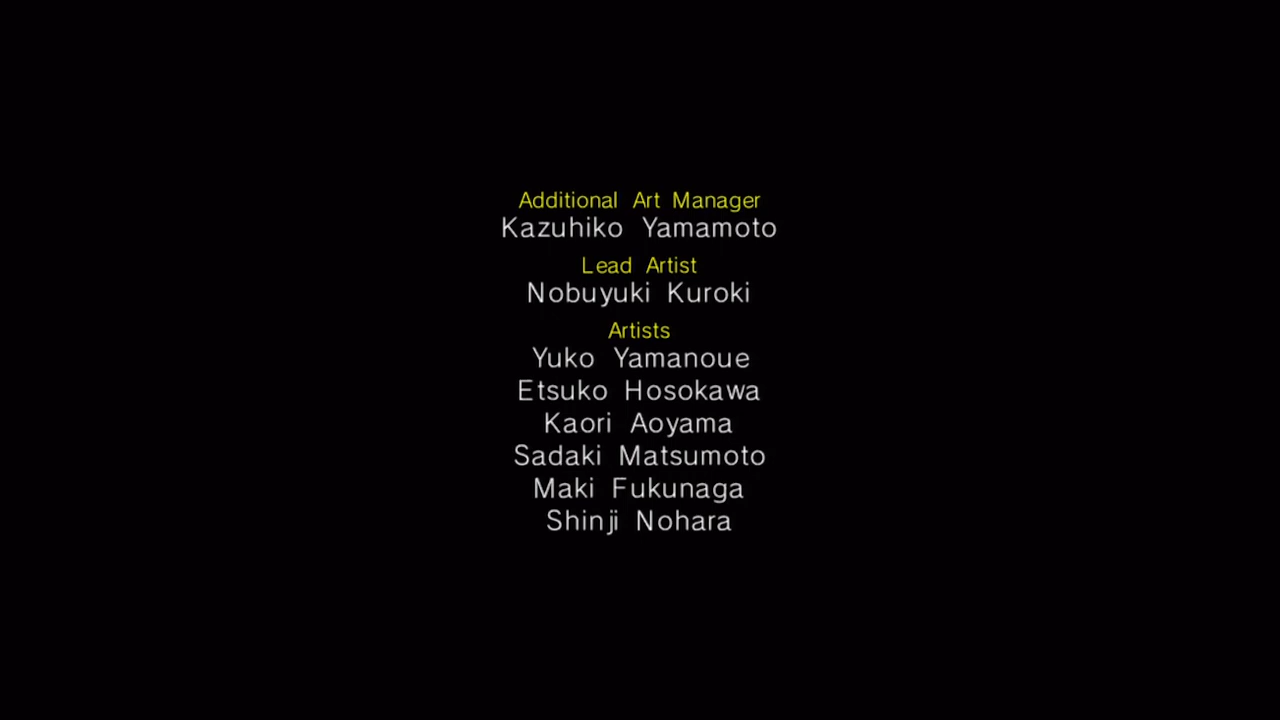 Additional Art Manager
Kazuhiko Yamamoto
Lead Artist
Nobuyuki Kuroki
Artists
Yuko Yamanoue
Etsuko Hosokawa
Kaori Aoyama
Sadaki Matsumoto
Maki Fukunaga
Shinji Nohara